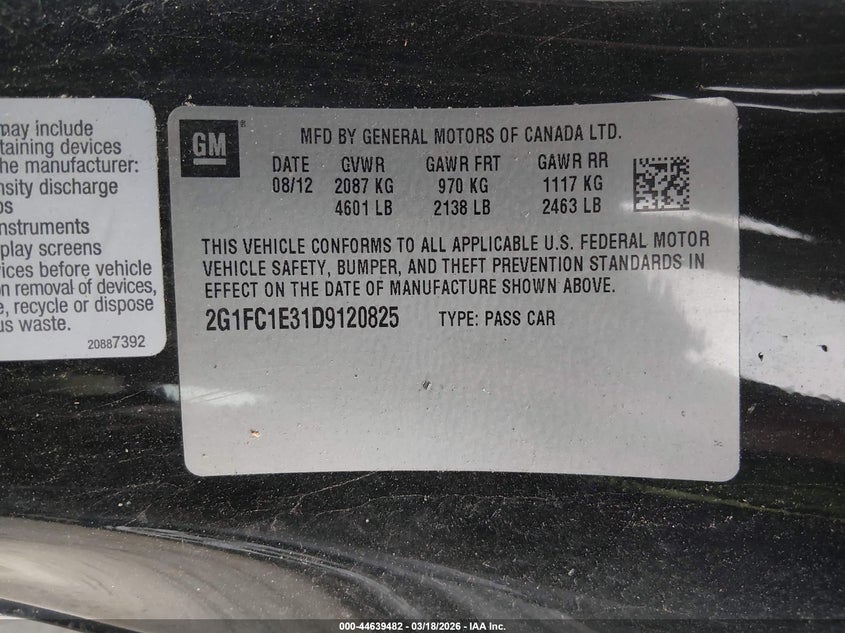 may include
taining devices
he manufacturer:
nsity discharge
ps
instruments
play screens
vices before vehicle
on removal of devices,
e, recycle or dispose
us waste.
20887392
GM®
MFD BY GENERAL MOTORS OF CANADA LTD.
DATE GVWR GAWR FRT GAWR RR
08/12 2087 KG 970 KG 1117 KG
4601 LB 2138 LB 2463 LB
THIS VEHICLE CONFORMS TO ALL APPLICABLE U.S. FEDERAL MOTOR
VEHICLE SAFETY, BUMPER, AND THEFT PREVENTION STANDARDS IN
EFFECT ON THE DATE OF MANUFACTURE SHOWN ABOVE.
2G1FC1E31D9120825 TYPE: PASS CAR
000-44639482 — 03/18/2026 — IAA Inc.